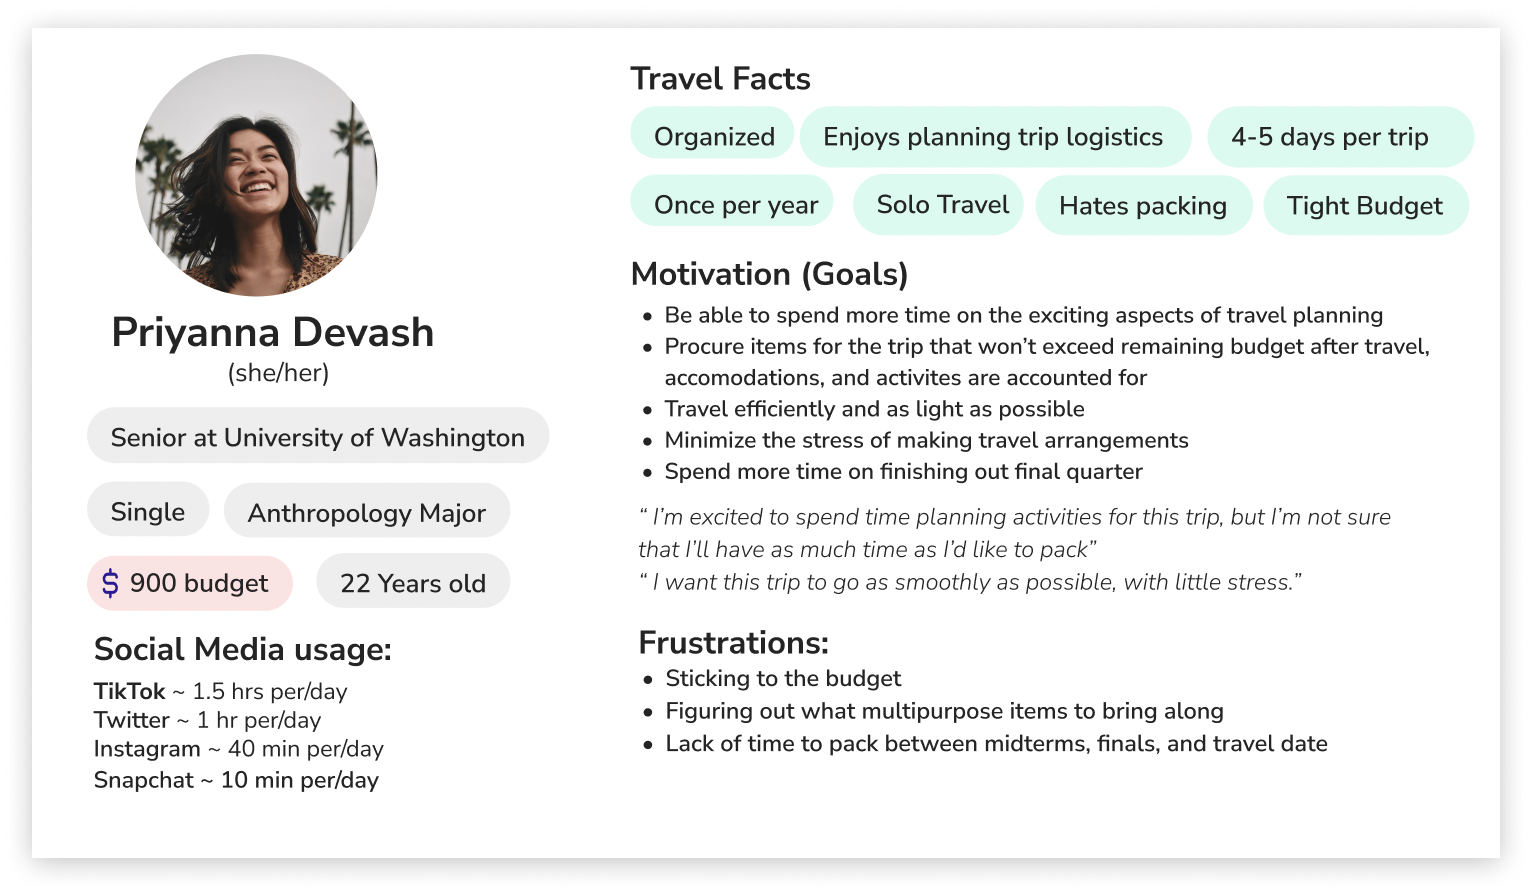 Priyanna Devash
(she/her)
Senior at University of Washington
Single
Anthropology Major
$ 900 budget
22 Years old
Social Media usage:
TikTok ~ 1.5 hrs per/day
Twitter ~ 1 hr per/day
Instagram ~ 40 min per/day
Snapchat ~ 10 min per/day
Travel Facts
Organized
Enjoys planning trip logistics
4-5 days per trip
Once per year
Solo Travel
Hates packing
Tight Budget
Motivation (Goals)
• Be able to spend more time on the exciting aspects of travel planning
• Procure items for the trip that won’t exceed remaining budget after travel,
accomodations, and activites are accounted for
• Travel efficiently and as light as possible
• Minimize the stress of making travel arrangements
• Spend more time on finishing out final quarter
“ I’m excited to spend time planning activities for this trip, but I’m not sure
that I’ll have as much time as I’d like to pack”
“ I want this trip to go as smoothly as possible, with little stress.”
Frustrations:
• Sticking to the budget
• Figuring out what multipurpose items to bring along
• Lack of time to pack between midterms, finals, and travel date